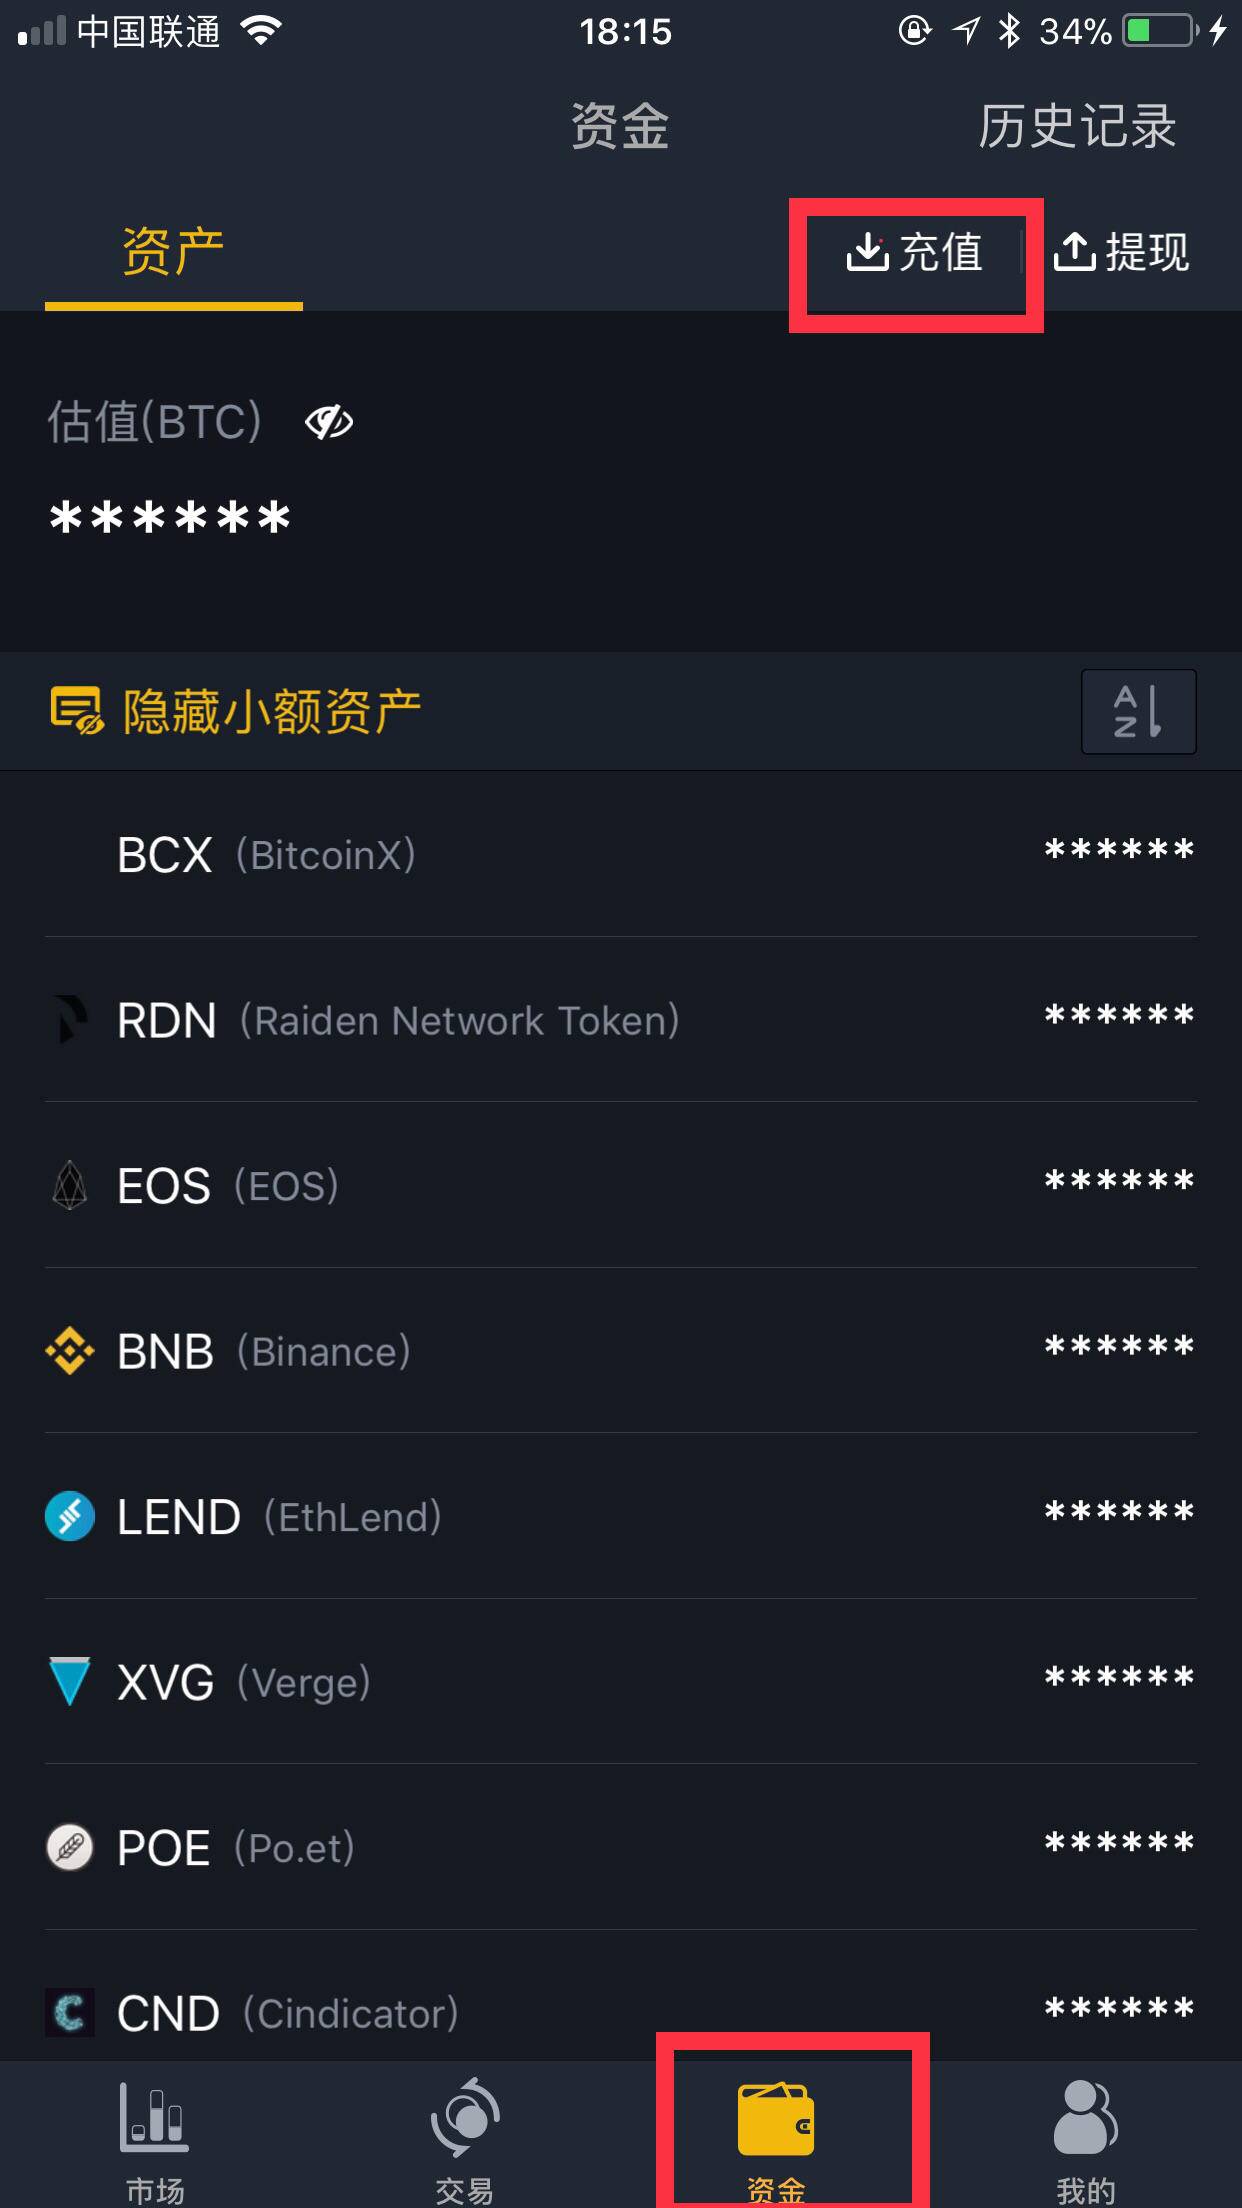 中国联通 18:15 34%
资金 历史记录
资产 充值 提现
估值(BTC)
******
隐藏小额资产 A Z
BCX (BitcoinX) ******
RDN (Raiden Network Token) ******
EOS (EOS) ******
BNB (Binance) ******
LEND (EthLend) ******
XVG (Verge) ******
POE (Po.et) ******
CND (Cindicator) ******
市场 交易 资金 我的